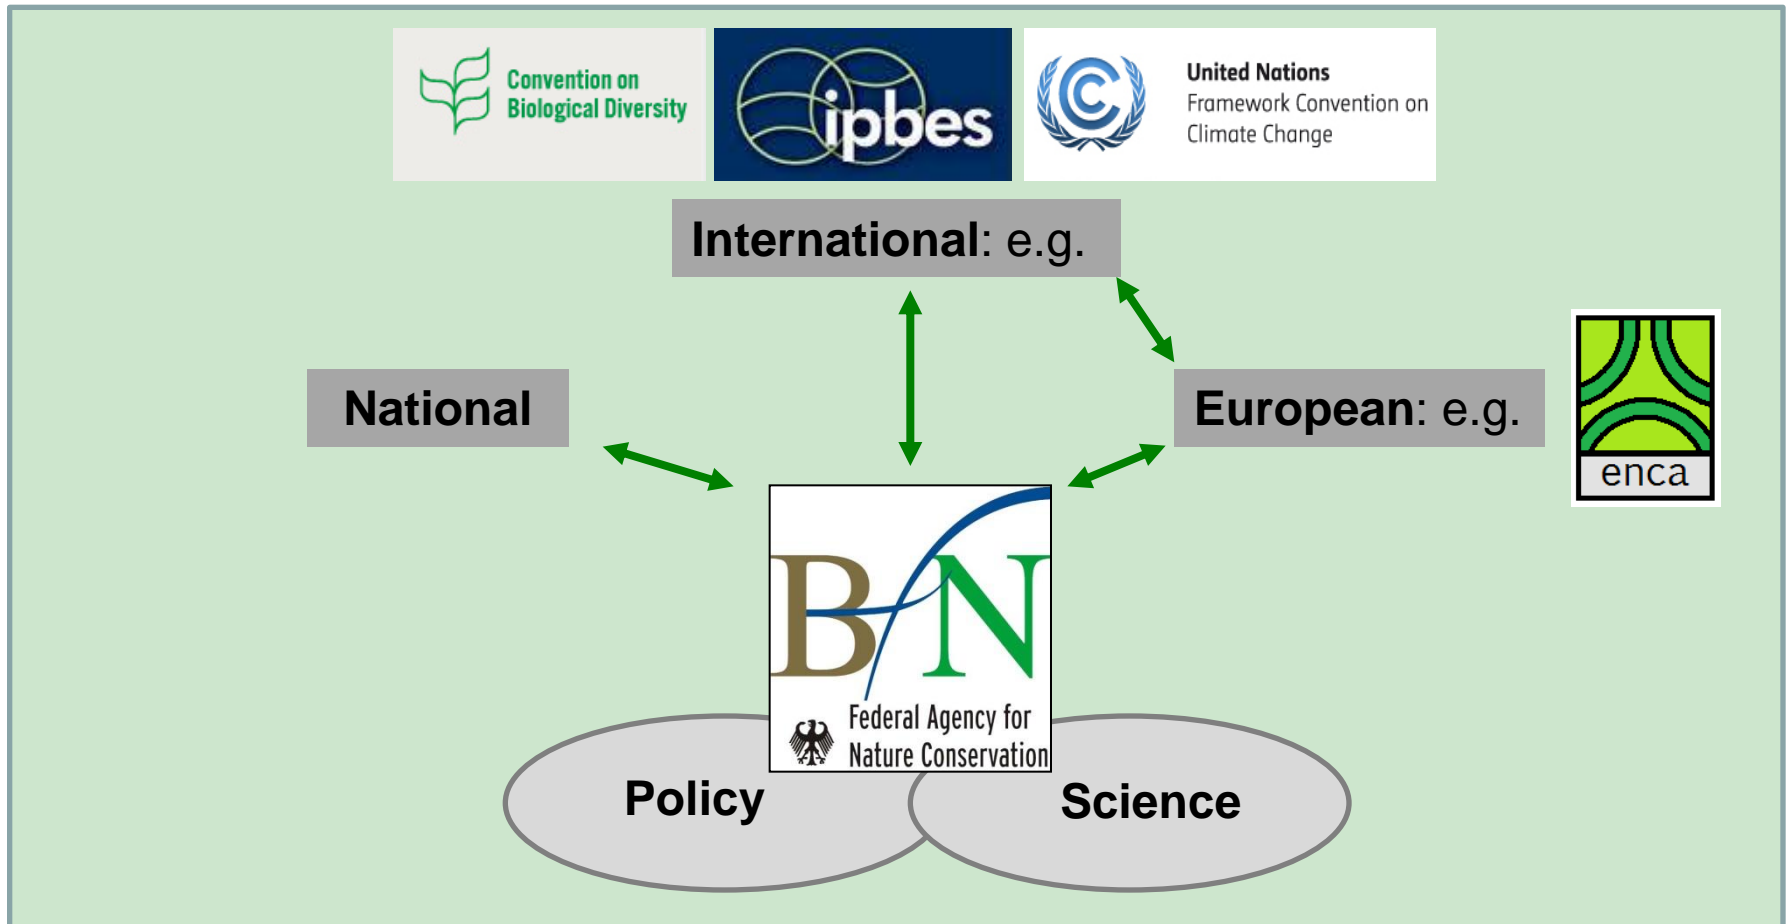 Convention on
Biological Diversity
ipbes
United Nations
Framework Convention on
Climate Change
International: e.g.
National
European: e.g.
enca
BfN
Federal Agency for
Nature Conservation
Policy
Science